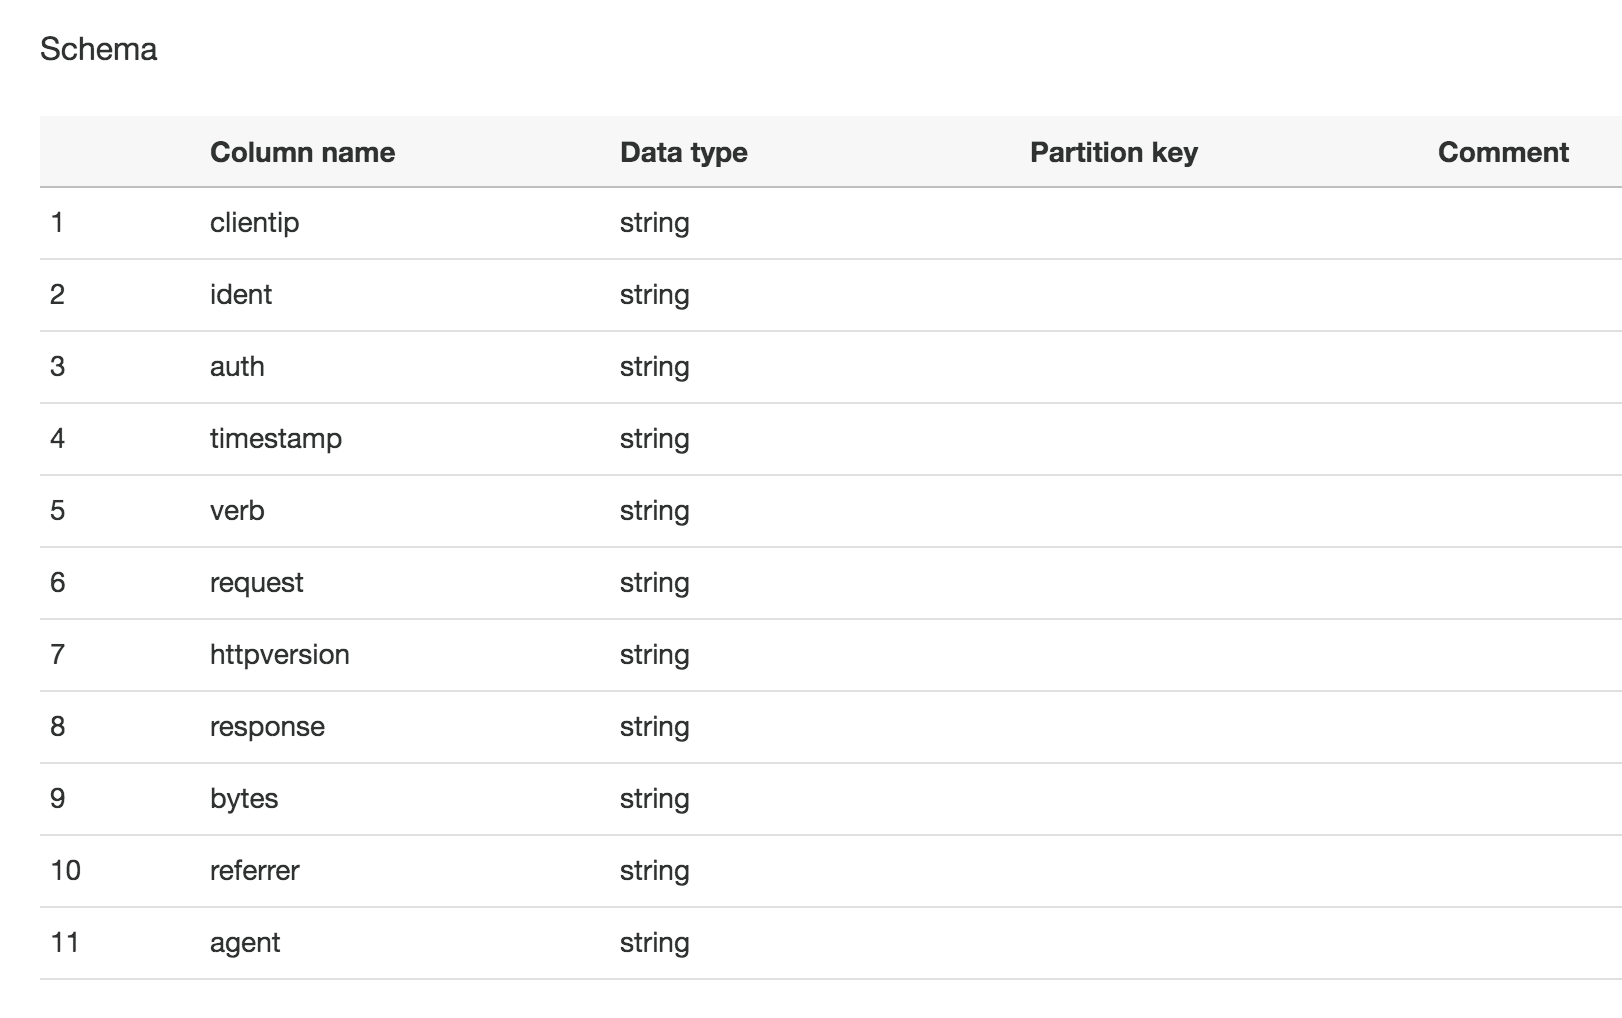 Schema
Column name Data type Partition key Comment
1 clientip string
2 ident string
3 auth string
4 timestamp string
5 verb string
6 request string
7 httpversion string
8 response string
9 bytes string
10 referrer string
11 agent string